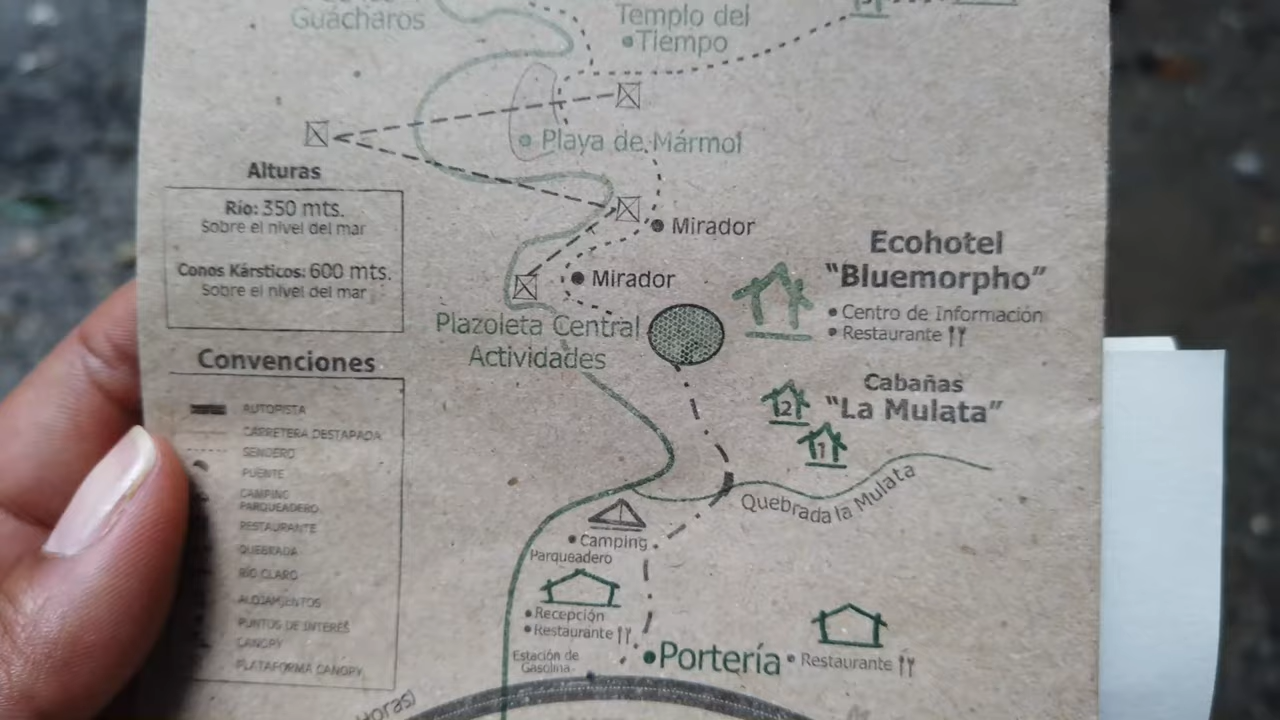 Guácharos
Templo del
Tiempo
Playa de Mármol
Alturas
Río: 350 mts.
Sobre el nivel del mar
Conos Kársticos: 600 mts.
Sobre el nivel del mar
Mirador
Mirador
Ecohotel
"Bluemorpho"
Centro de Información
Restaurante
Plazoleta Central
Actividades
Cabañas
"La Mulata"
2
1
Quebrada la Mulata
Convenciones
AUTOPISTA
CARRETERA DESTAPADA
SENDERO
PUENTE
CAMPING
PARQUEADERO
RESTAURANTE
QUEBRADA
RÍO CLARO
ALOJAMIENTOS
PUNTOS DE INTERÉS
CANOPY
PLATAFORMA CANOPY
Camping
Parqueadero
Recepción
Restaurante
Estación de
Gasolina
Portería
Restaurante
Horas)